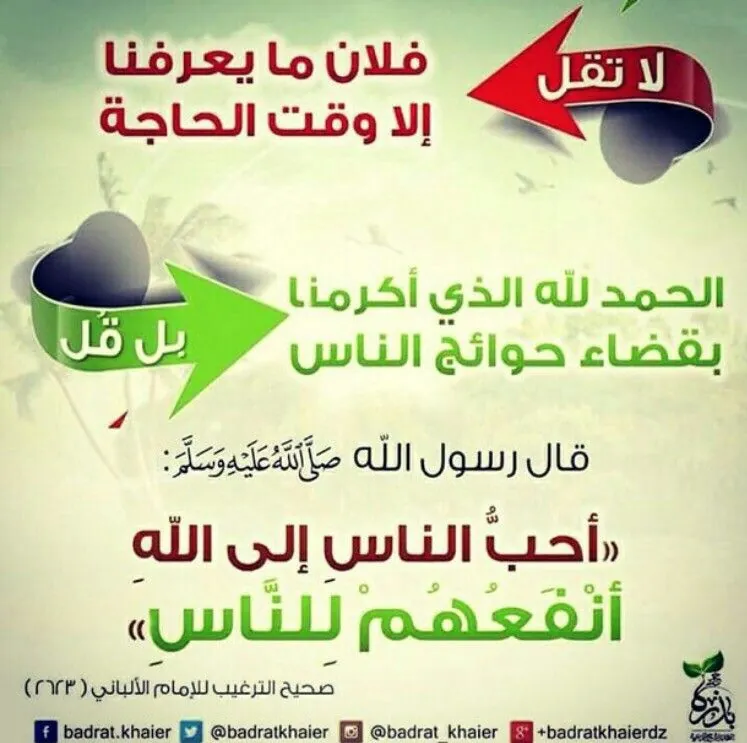 لا تقل
فلان ما يعرفنا
إلا وقت الحاجة
بل قُل
الحمد لله الذي أكرمنا
بقضاء حوائج الناس
قال رسول الله صَلَّى اللَّهُ عَلَيْهِ وَسَلَّمَ:
«أحبُّ الناسِ إلى اللهِ
أنْفَعُهُمْ لِلنَّاسِ»
صحيح الترغيب للإمام الألباني (٢٦٢٣)
badrat.khaier @badratkhaier @badrat_khaier +badratkhaierdz